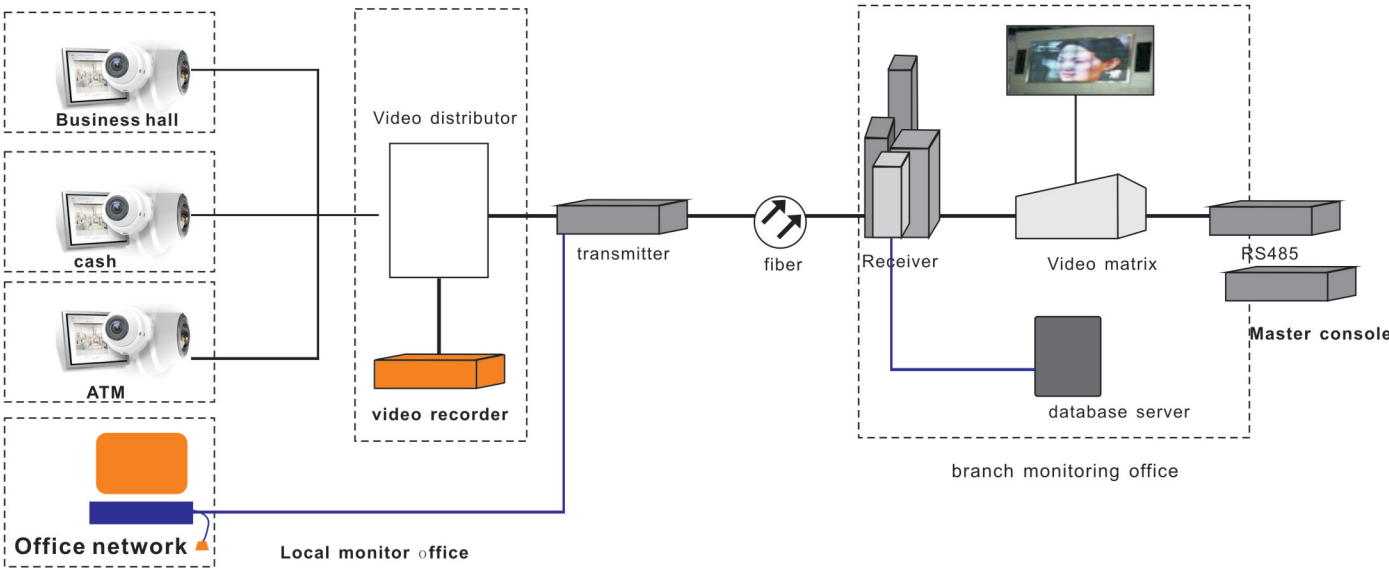 Business hall
cash
ATM
Office network
Video distributor
video recorder
Local monitor office
transmitter
fiber
Receiver
Video matrix
RS485
Master console
database server
branch monitoring office